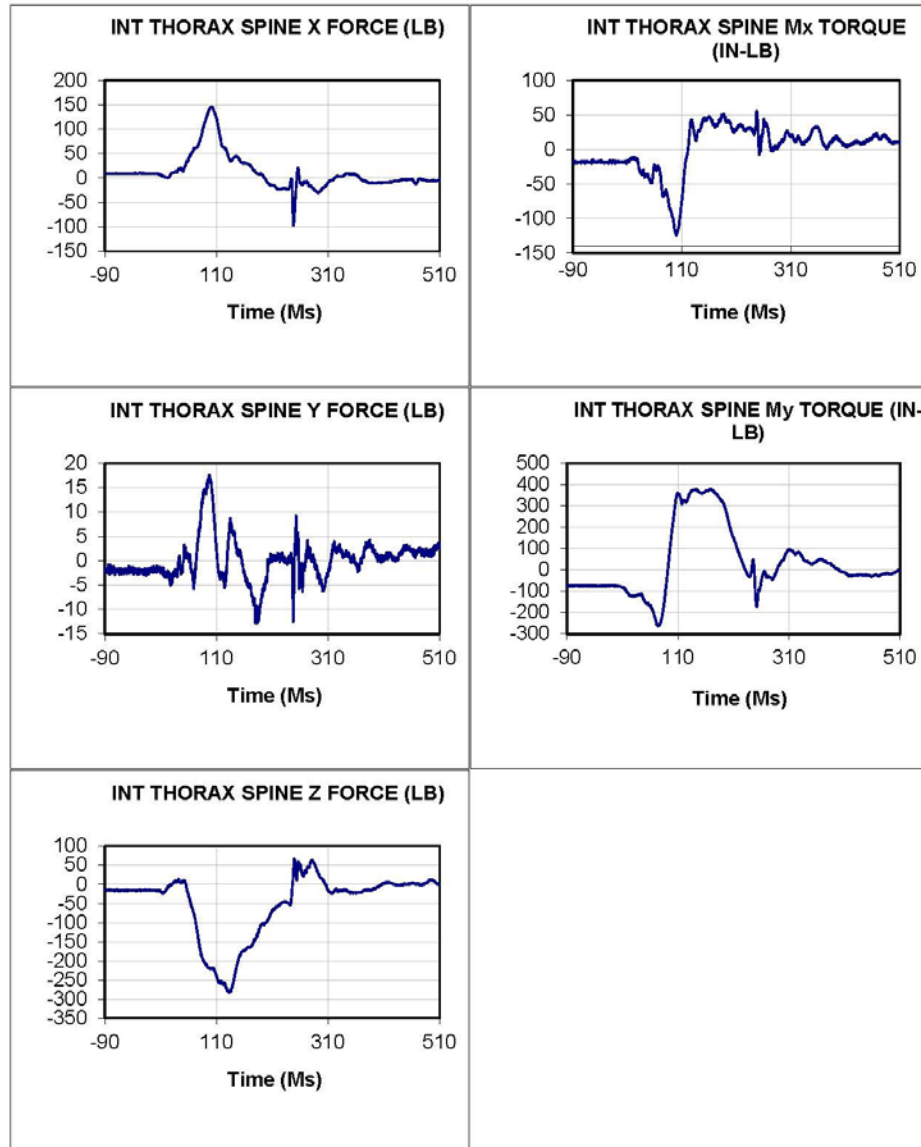 INT THORAX SPINE X FORCE (LB)
200
150
100
50
0
-50
-100
-150
-90 110 310 510
Time (Ms)
INT THORAX SPINE Mx TORQUE
(IN-LB)
100
50
0
-50
-100
-150
-90 110 310 510
Time (Ms)
INT THORAX SPINE Y FORCE (LB)
20
15
10
5
0
-5
-10
-15
-90 110 310 510
Time (Ms)
INT THORAX SPINE My TORQUE (IN-
LB)
500
400
300
200
100
0
-100
-200
-300
-90 110 310 510
Time (Ms)
INT THORAX SPINE Z FORCE (LB)
100
50
0
-50
-100
-150
-200
-250
-300
-350
-90 110 310 510
Time (Ms)